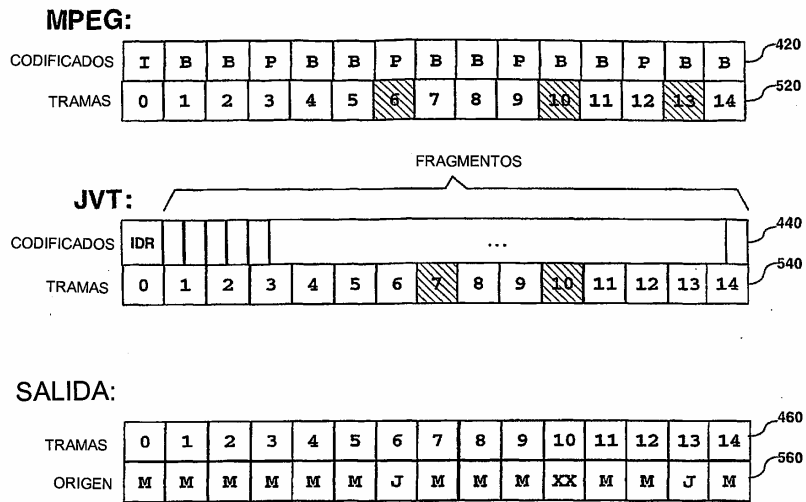 MPEG:
CODIFICADOS I B B P B B P B B P B B P B B 420
TRAMAS 0 1 2 3 4 5 6 7 8 9 10 11 12 13 14 520
FRAGMENTOS
JVT:
CODIFICADOS IDR ... 440
TRAMAS 0 1 2 3 4 5 6 7 8 9 10 11 12 13 14 540
SALIDA:
TRAMAS 0 1 2 3 4 5 6 7 8 9 10 11 12 13 14 460
ORIGEN M M M M M M J M M M XX M M J M 560